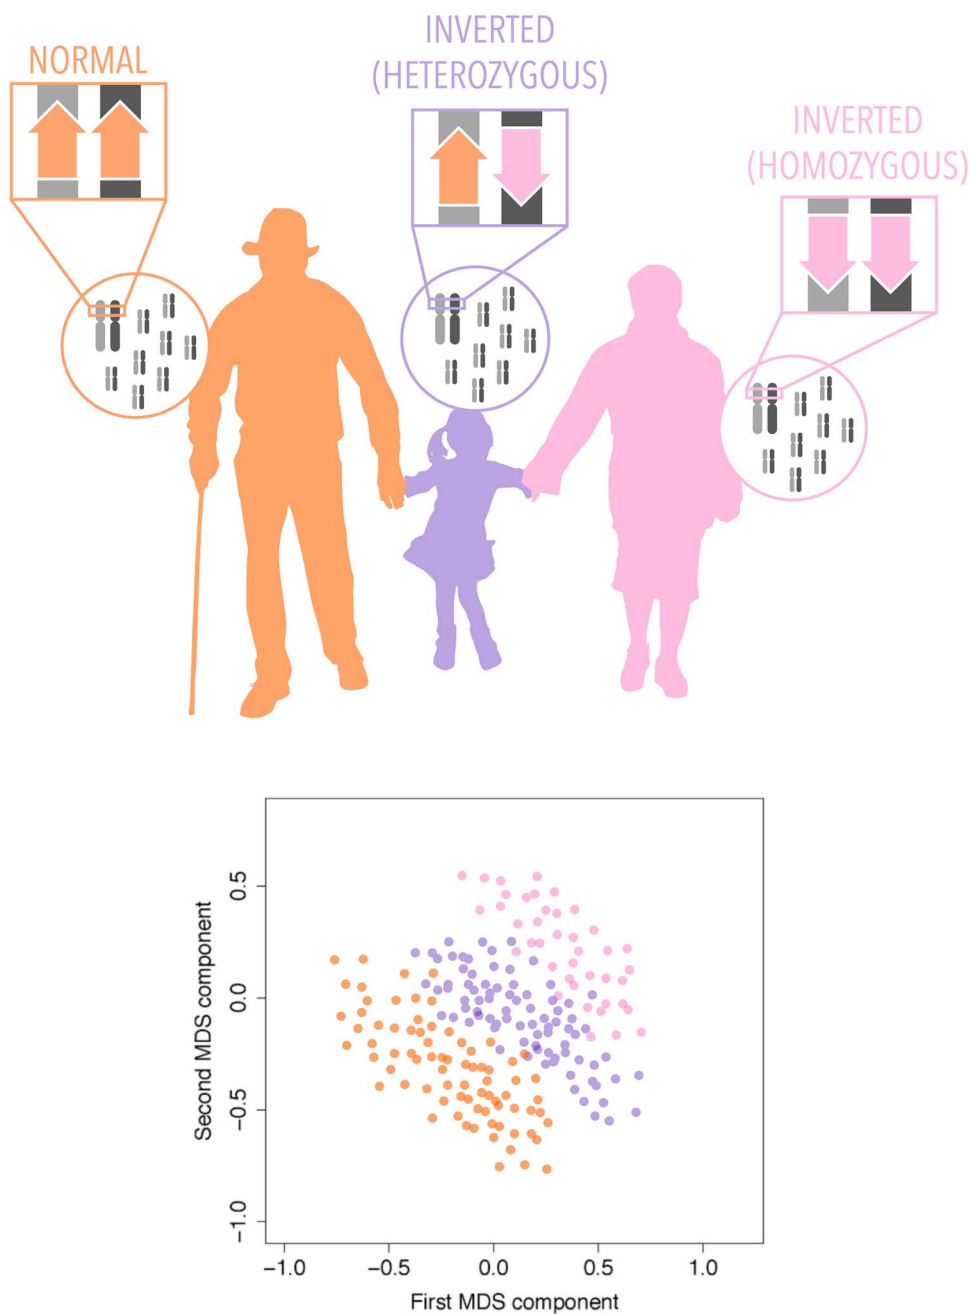 NORMAL
INVERTED
(HETEROZYGOUS)
INVERTED
(HOMOZYGOUS)
Second MDS component
0.5
0.0
−0.5
−1.0
−1.0
−0.5
0.0
0.5
1.0
First MDS component